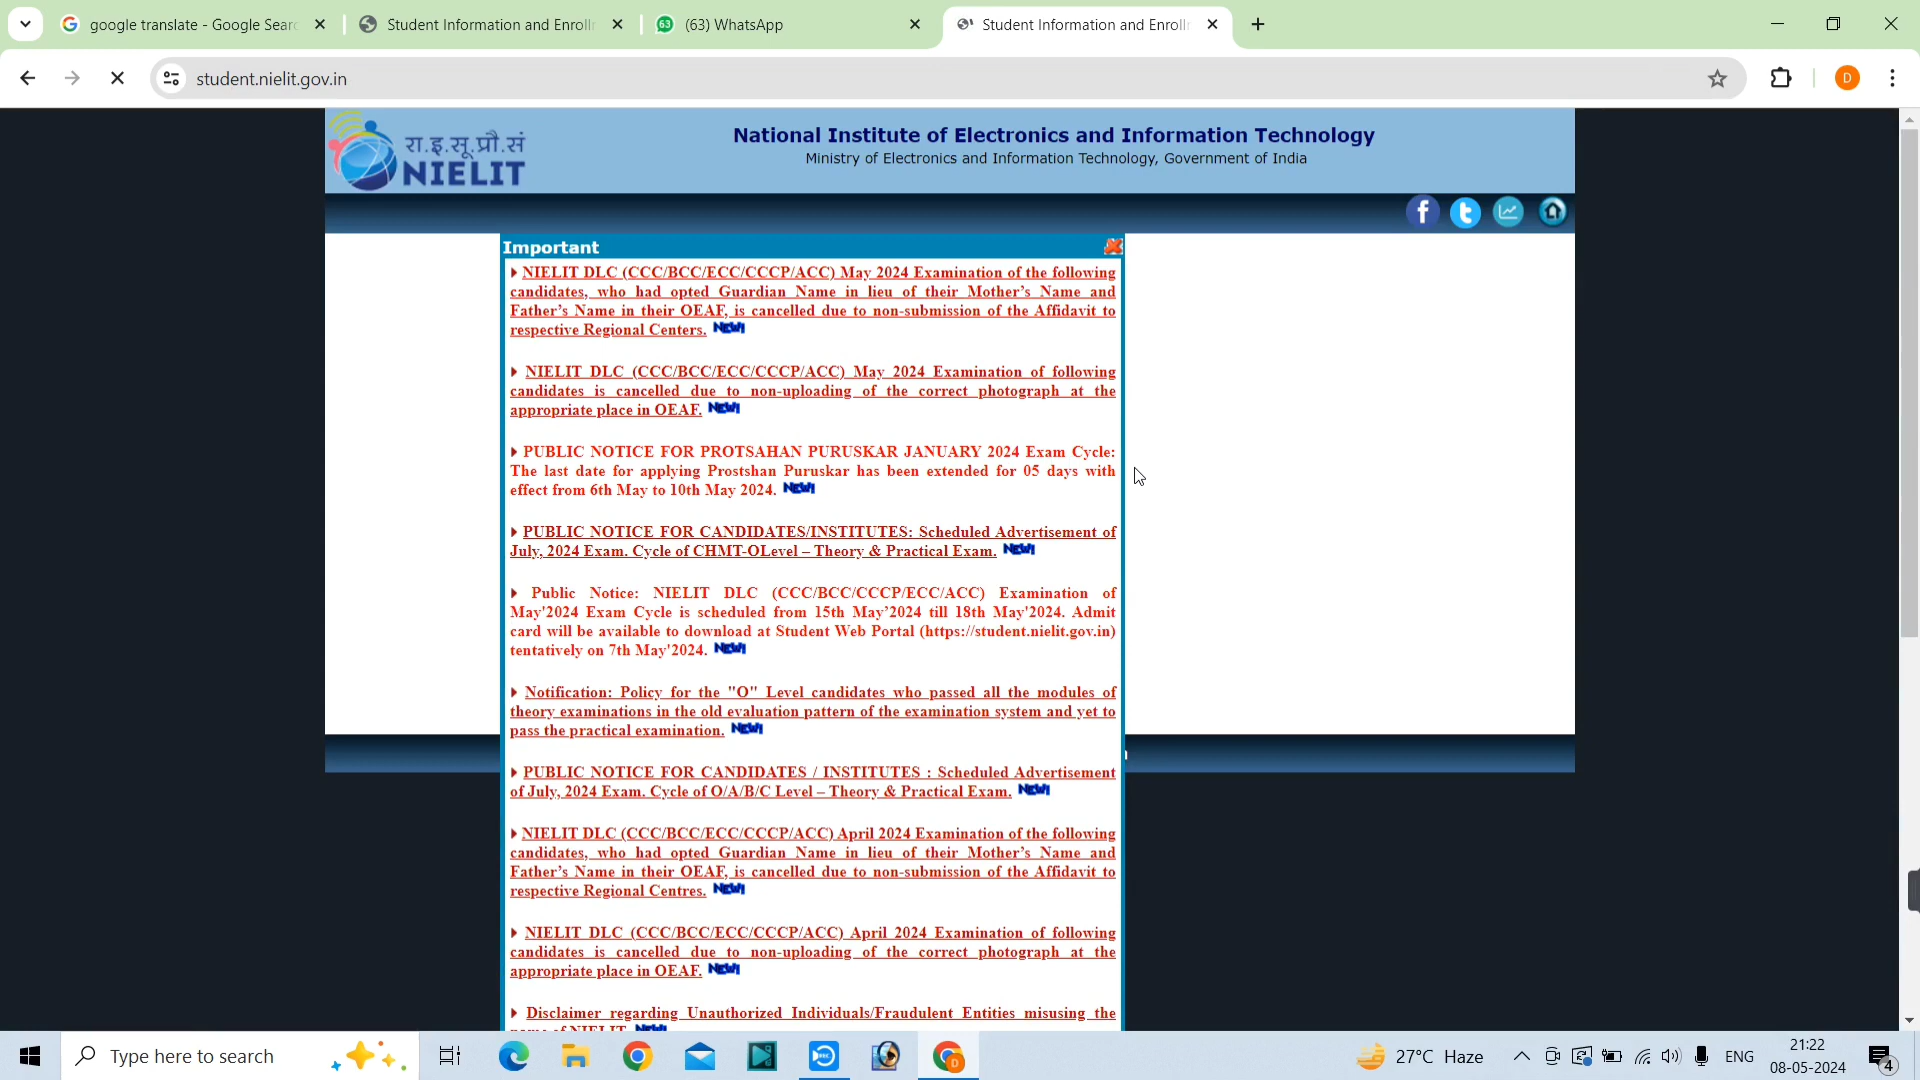 google translate - Google Sear
Student Information and Enroll
(63) WhatsApp
Student Information and Enroll
student.nielit.gov.in
रा.इ.सू.प्रौ.सं
NIELIT
National Institute of Electronics and Information Technology
Ministry of Electronics and Information Technology, Government of India
Important
NIELIT DLC (CCC/BCC/ECC/CCCP/ACC) May 2024 Examination of the following
candidates, who had opted Guardian Name in lieu of their Mother’s Name and
Father’s Name in their OEAF, is cancelled due to non-submission of the Affidavit to
respective Regional Centers. NEW!
NIELIT DLC (CCC/BCC/ECC/CCCP/ACC) May 2024 Examination of following
candidates is cancelled due to non-uploading of the correct photograph at the
appropriate place in OEAF. NEW!
PUBLIC NOTICE FOR PROTSAHAN PURUSKAR JANUARY 2024 Exam Cycle:
The last date for applying Prostshan Puruskar has been extended for 05 days with
effect from 6th May to 10th May 2024. NEW!
PUBLIC NOTICE FOR CANDIDATES/INSTITUTES: Scheduled Advertisement of
July, 2024 Exam. Cycle of CHMT-OLevel – Theory & Practical Exam. NEW!
Public Notice: NIELIT DLC (CCC/BCC/CCCP/ECC/ACC) Examination of
May'2024 Exam Cycle is scheduled from 15th May’2024 till 18th May'2024. Admit
card will be available to download at Student Web Portal (https://student.nielit.gov.in)
tentatively on 7th May'2024. NEW!
Notification: Policy for the "O" Level candidates who passed all the modules of
theory examinations in the old evaluation pattern of the examination system and yet to
pass the practical examination. NEW!
PUBLIC NOTICE FOR CANDIDATES / INSTITUTES : Scheduled Advertisement
of July, 2024 Exam. Cycle of O/A/B/C Level – Theory & Practical Exam. NEW!
NIELIT DLC (CCC/BCC/ECC/CCCP/ACC) April 2024 Examination of the following
candidates, who had opted Guardian Name in lieu of their Mother’s Name and
Father’s Name in their OEAF, is cancelled due to non-submission of the Affidavit to
respective Regional Centres. NEW!
NIELIT DLC (CCC/BCC/ECC/CCCP/ACC) April 2024 Examination of following
candidates is cancelled due to non-uploading of the correct photograph at the
appropriate place in OEAF. NEW!
Disclaimer regarding Unauthorized Individuals/Fraudulent Entities misusing the
name of NIELIT. NEW!
Type here to search
27°C Haze
ENG
21:22
08-05-2024
4